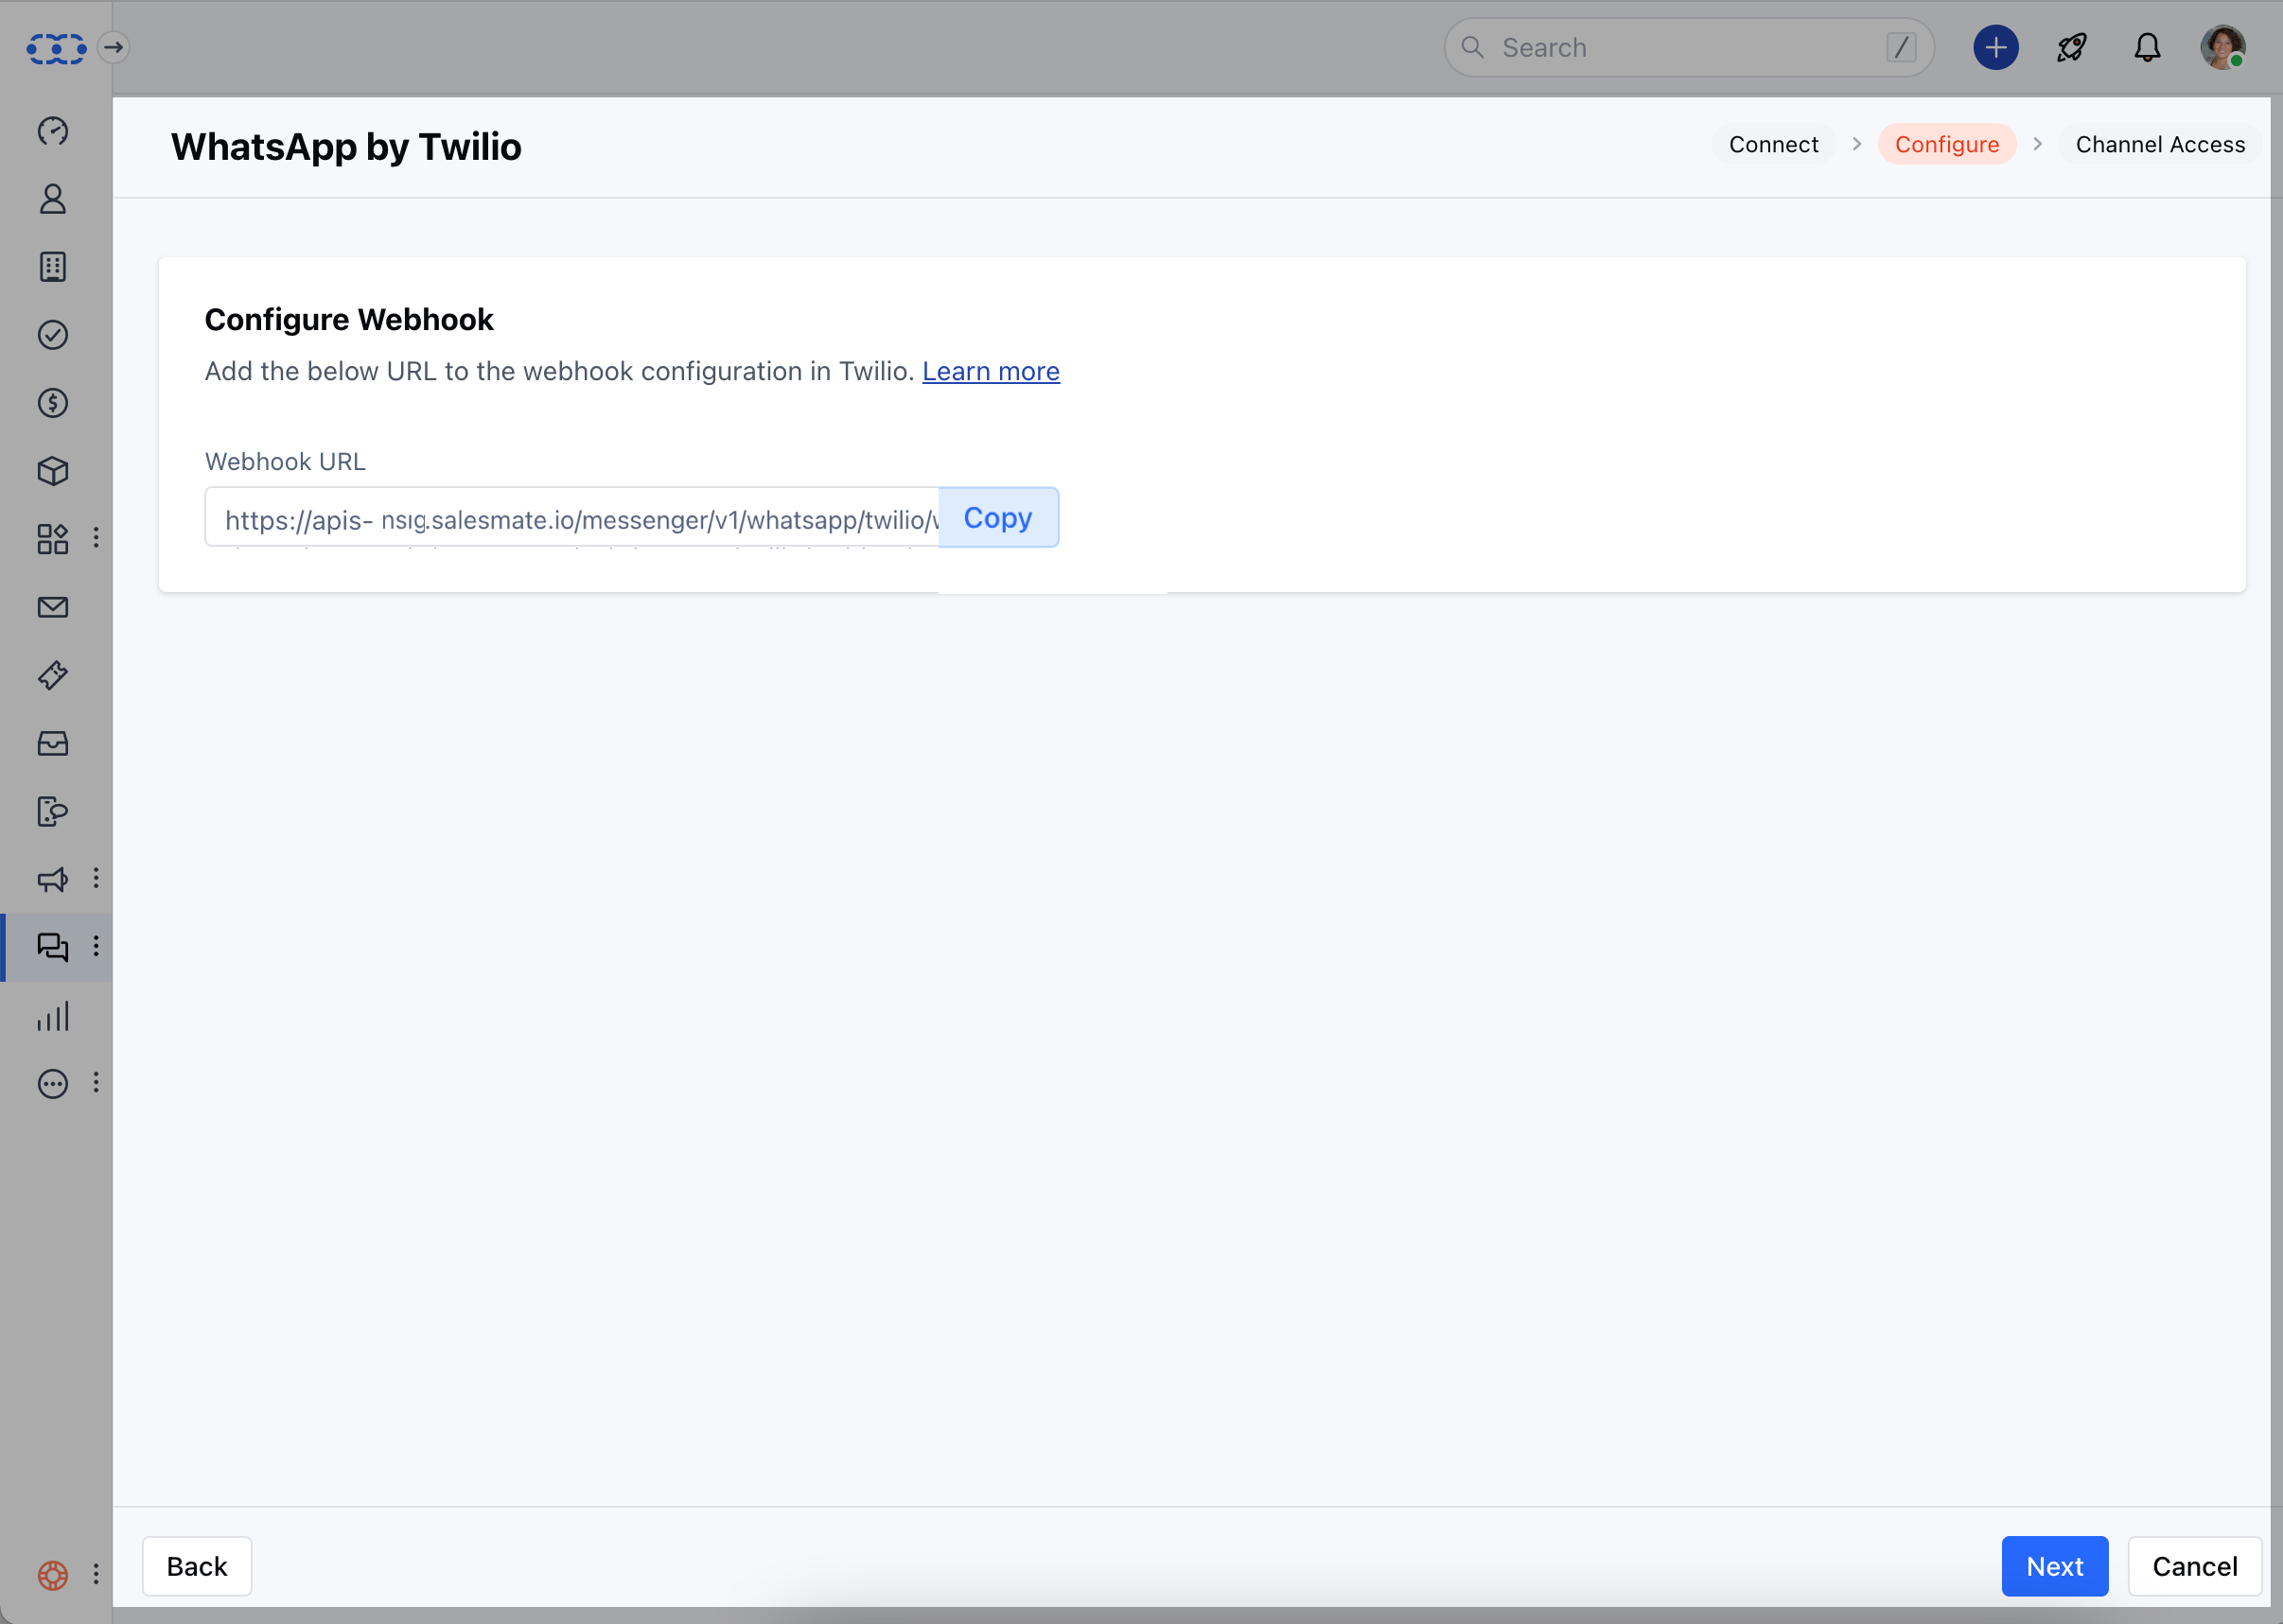 Search /
WhatsApp by Twilio
Connect > Configure > Channel Access
Configure Webhook
Add the below URL to the webhook configuration in Twilio. Learn more
Webhook URL
https://apis- .salesmate.io/messenger/v1/whatsapp/twilio/
Copy
Back
Next
Cancel